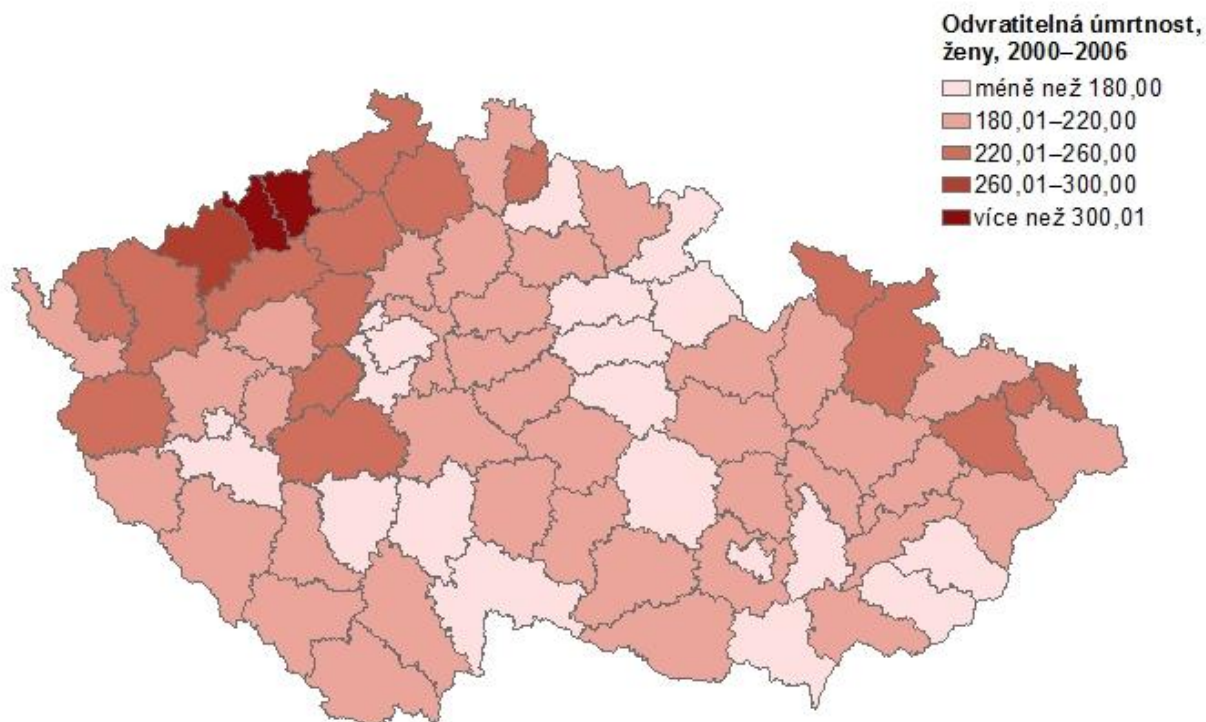 Odvratitelná úmrtnost,
ženy, 2000–2006
méně než 180,00
180,01–220,00
220,01–260,00
260,01–300,00
více než 300,01